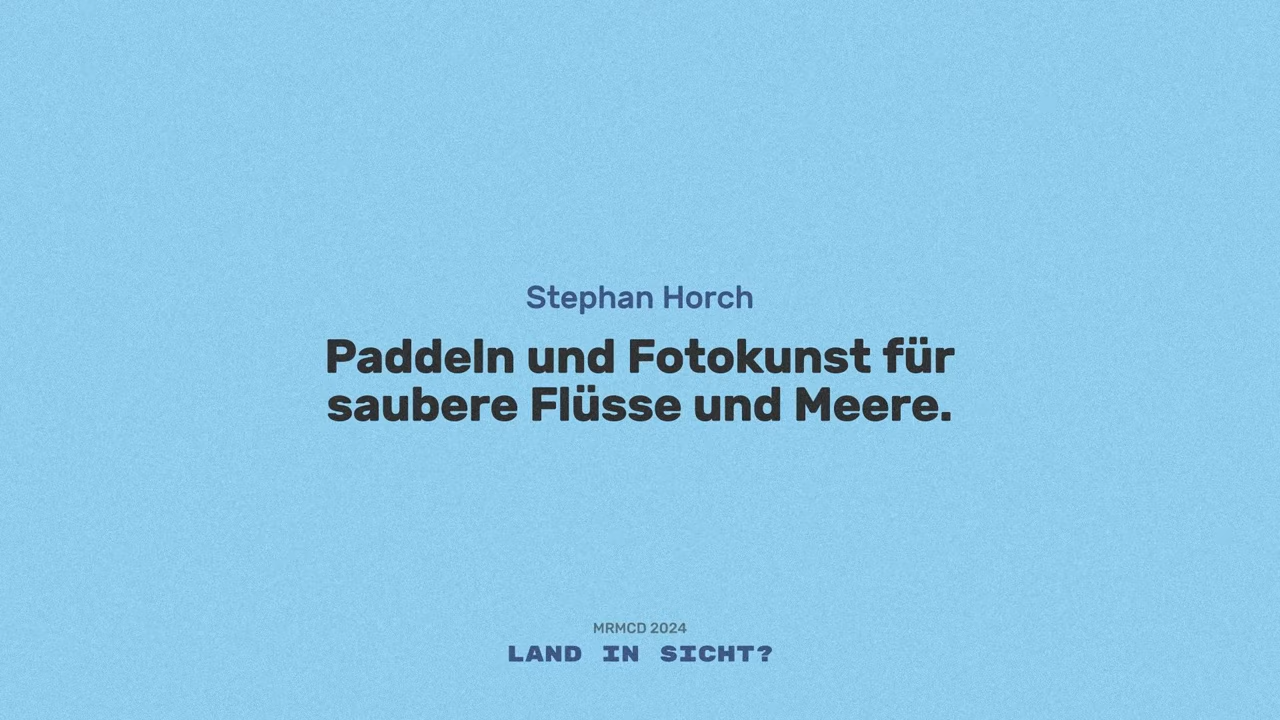 Stephan Horch
Paddeln und Fotokunst für
saubere Flüsse und Meere.
MRMCD 2024
LAND IN SICHT?